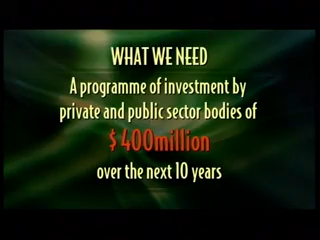 WHAT WE NEED
A programme of investment by
private and public sector bodies of
$400million
over the next 10 years